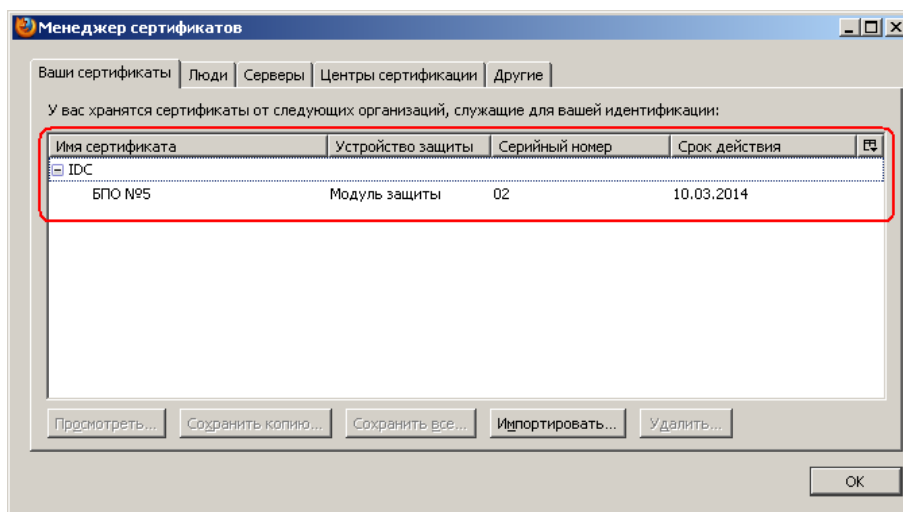 Менеджер сертификатов
Ваши сертификаты Люди Серверы Центры сертификации Другие
У вас хранятся сертификаты от следующих организаций, служащие для вашей идентификации:
Имя сертификата Устройство защиты Серийный номер Срок действия
IDC
БПО №5 Модуль защиты 02 10.03.2014
Просмотреть... Сохранить копию... Сохранить все... Импортировать... Удалить...
OK